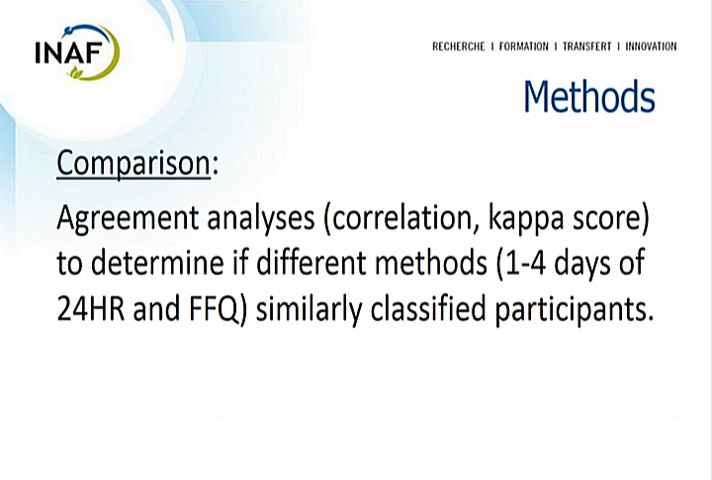 INAF
RECHERCHE I FORMATION I TRANSFERT I INNOVATION
Methods
Comparison:
Agreement analyses (correlation, kappa score)
to determine if different methods (1-4 days of
24HR and FFQ) similarly classified participants.